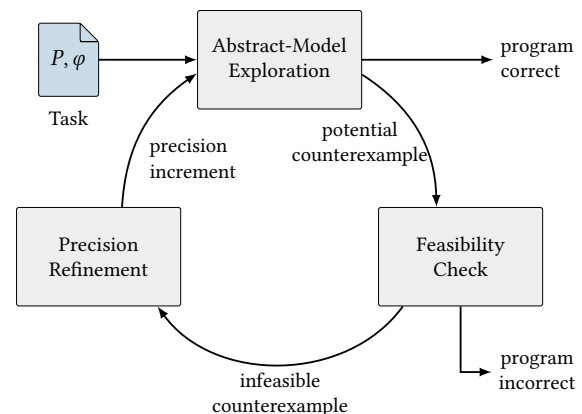 P, φ
Task
Abstract-Model
Exploration
program
correct
potential
counterexample
precision
increment
Precision
Refinement
Feasibility
Check
infeasible
counterexample
program
incorrect